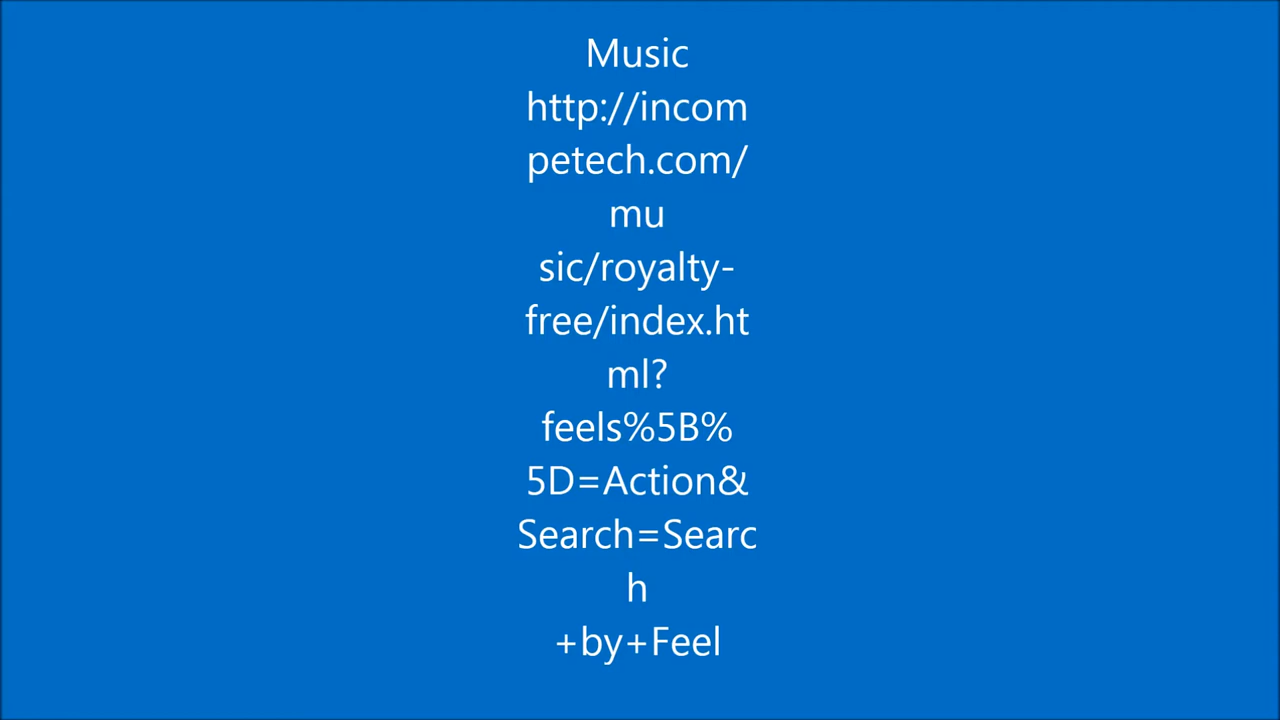 Music
http://incom
petech.com/
mu
sic/royalty-
free/index.ht
ml?
feels%5B%
5D=Action&
Search=Searc
h
+by+Feel